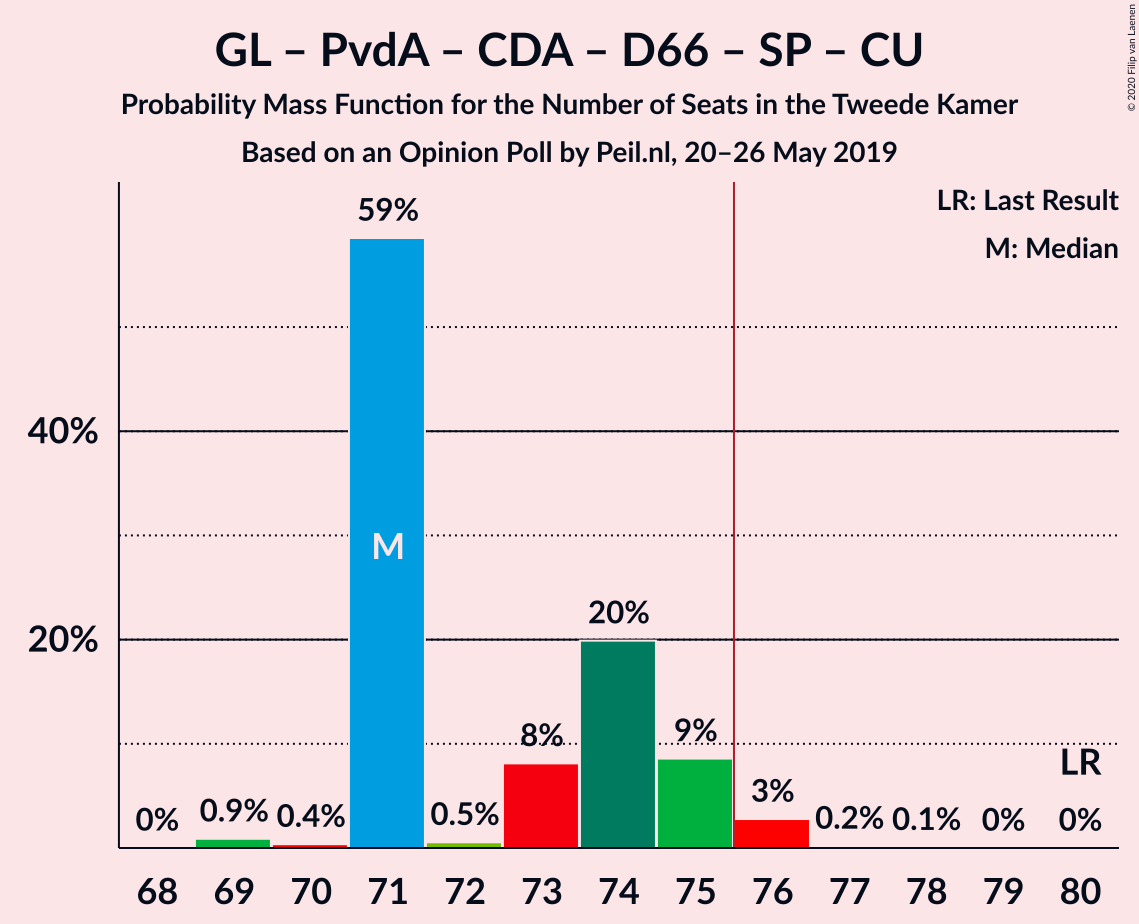 GL – PvdA – CDA – D66 – SP – CU
Probability Mass Function for the Number of Seats in the Tweede Kamer
Based on an Opinion Poll by Peil.nl, 20–26 May 2019
© 2020 Filip van Laenen
LR: Last Result
M: Median
59%
40%
M
20%
20%
8%
9%
LR
0%
0.9%
0.4%
0.5%
3%
0.2%
0.1%
0%
0%
68 69 70 71 72 73 74 75 76 77 78 79 80